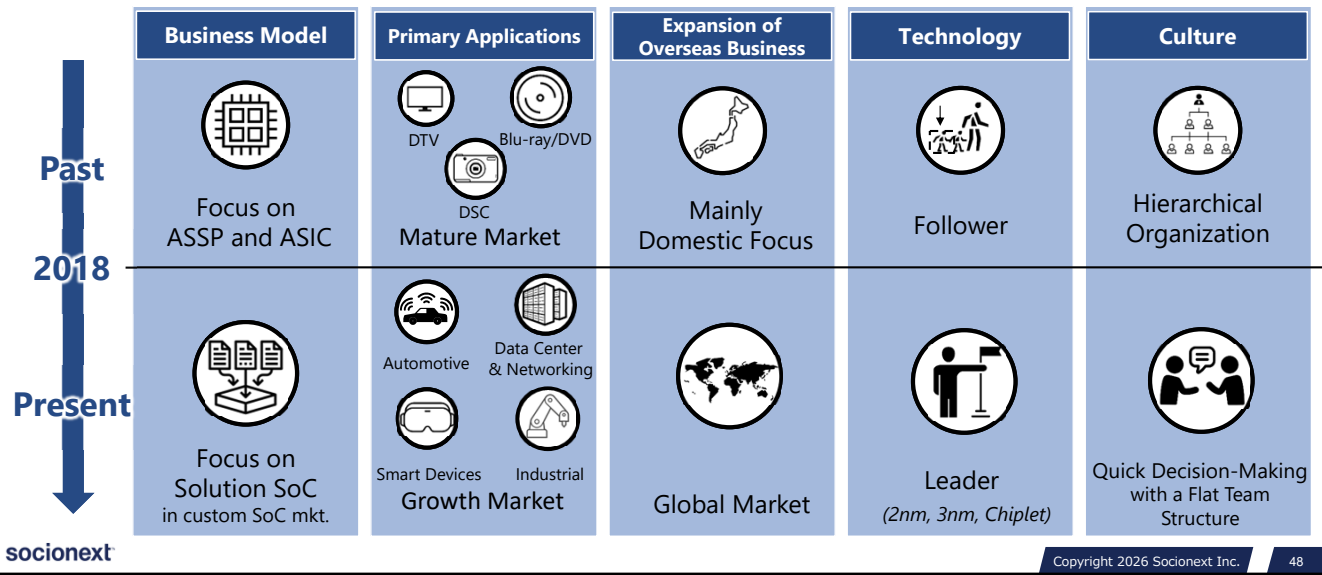 Business Model
Primary Applications
Expansion of
Overseas Business
Technology
Culture
Past
2018
Present
Focus on
ASSP and ASIC
DTV
Blu-ray/DVD
DSC
Mature Market
Mainly
Domestic Focus
Follower
Hierarchical
Organization
Focus on
Solution SoC
in custom SoC mkt.
Automotive
Data Center
& Networking
Smart Devices
Industrial
Growth Market
Global Market
Leader
(2nm, 3nm, Chiplet)
Quick Decision-Making
with a Flat Team
Structure
socionext
Copyright 2026 Socionext Inc.
48